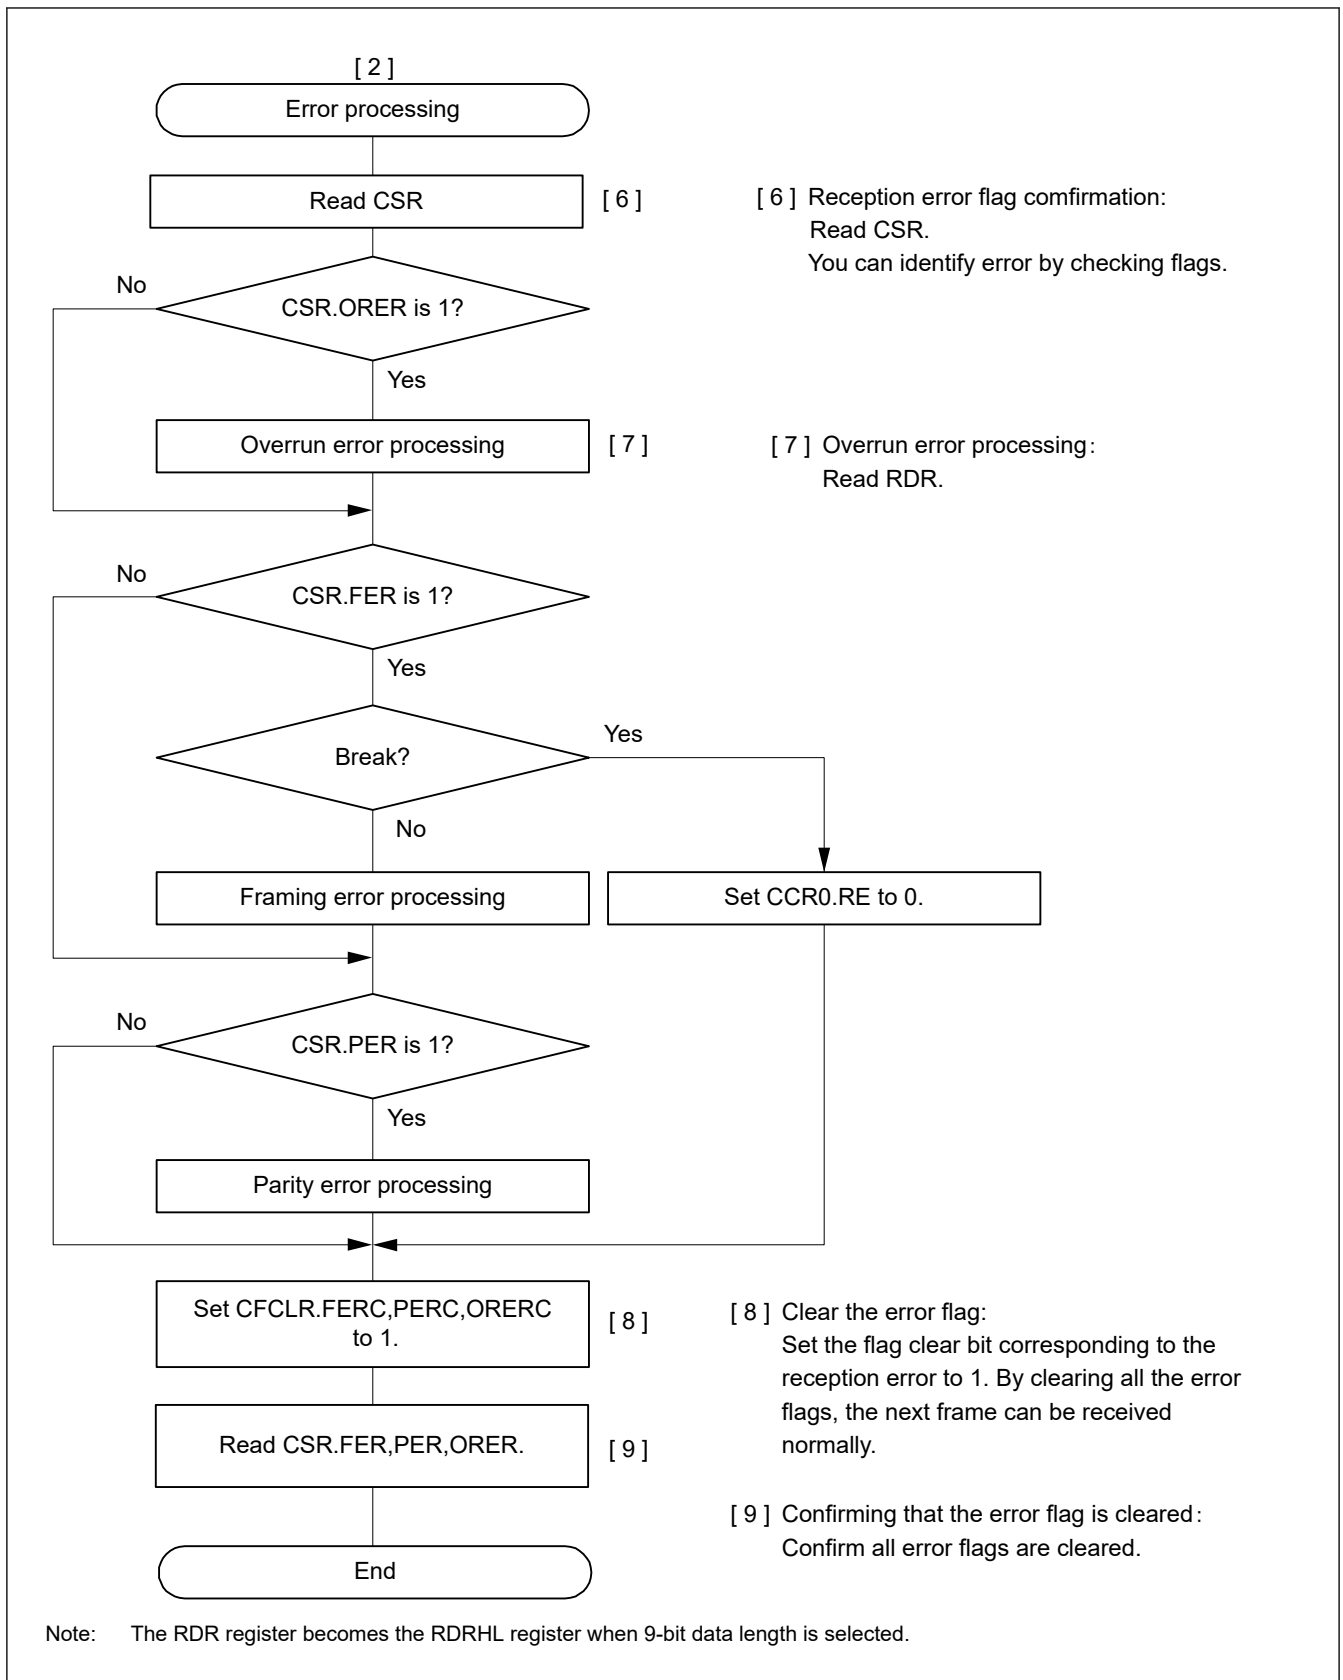 [ 2 ]
Error processing
Read CSR
[ 6 ]
[ 6 ] Reception error flag comfirmation:
Read CSR.
You can identify error by checking flags.
No
CSR.ORER is 1?
Yes
Overrun error processing
[ 7 ]
[ 7 ] Overrun error processing:
Read RDR.
No
CSR.FER is 1?
Yes
Break?
Yes
No
Framing error processing
Set CCR0.RE to 0.
No
CSR.PER is 1?
Yes
Parity error processing
Set CFCLR.FERC,PERC,ORERC
to 1.
[ 8 ]
[ 8 ] Clear the error flag:
Set the flag clear bit corresponding to the
reception error to 1. By clearing all the error
flags, the next frame can be received
normally.
Read CSR.FER,PER,ORER.
[ 9 ]
[ 9 ] Confirming that the error flag is cleared:
Confirm all error flags are cleared.
End
Note: The RDR register becomes the RDRHL register when 9-bit data length is selected.